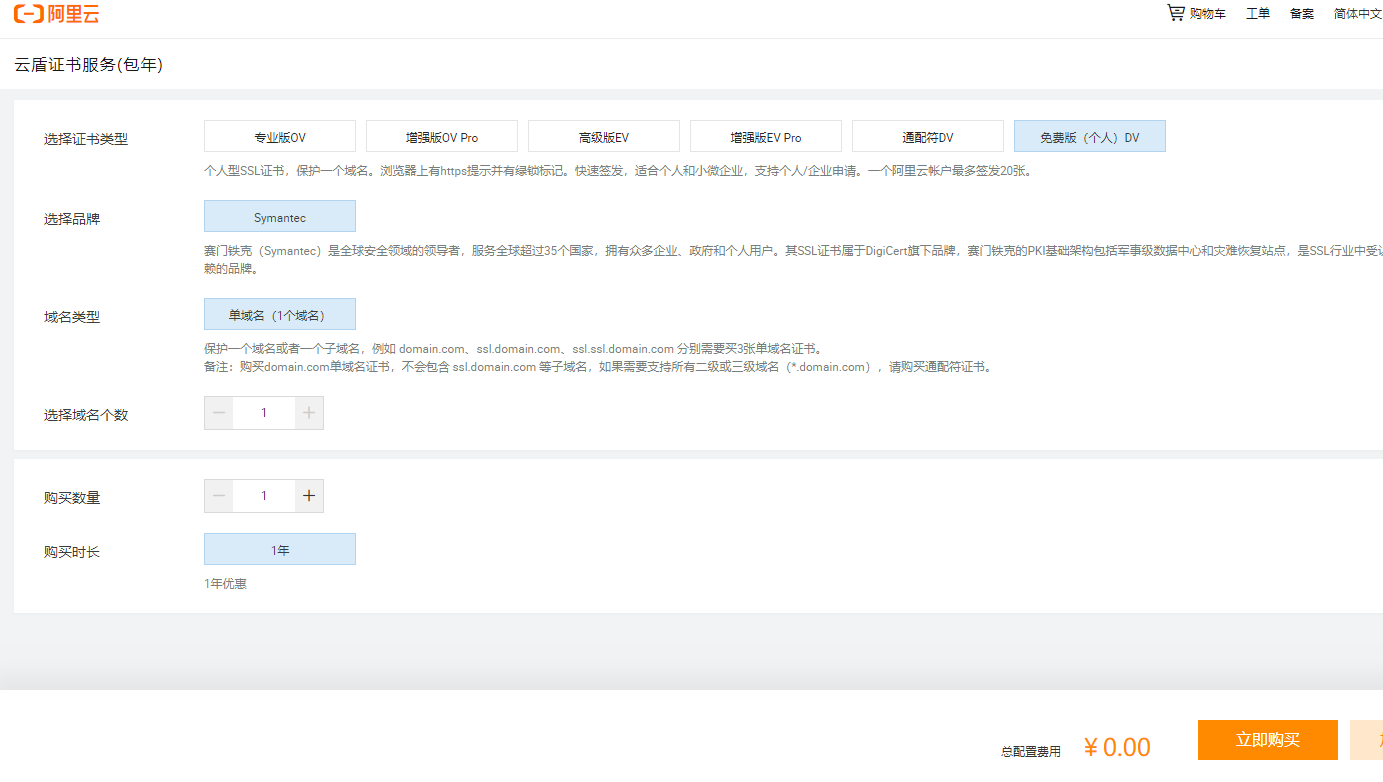 阿里云
购物车 工单 备案 简体中文
云盾证书服务(包年)
选择证书类型 专业版OV 增强版OV Pro 高级版EV 增强版EV Pro 通配符DV 免费版（个人）DV
个人型SSL证书，保护一个域名。浏览器上有https提示并有绿锁标记。快速签发，适合个人和小微企业，支持个人/企业申请。一个阿里云帐户最多签发20张。
选择品牌 Symantec
赛门铁克（Symantec）是全球安全领域的领导者，服务全球超过35个国家，拥有众多企业、政府和个人用户。其SSL证书属于DigiCert旗下品牌，赛门铁克的PKI基础架构包括军事级数据中心和灾难恢复站点，是SSL行业中受
赖的品牌。
域名类型 单域名（1个域名）
保护一个域名或者一个子域名，例如 domain.com、ssl.domain.com、ssl.ssl.domain.com 分别需要买3张单域名证书。
备注：购买domain.com单域名证书，不会包含 ssl.domain.com 等子域名，如果需要支持所有二级或三级域名（*.domain.com），请购买通配符证书。
选择域名个数 — 1 +
购买数量 — 1 +
购买时长 1年
1年优惠
总配置费用 ¥ 0.00 立即购买